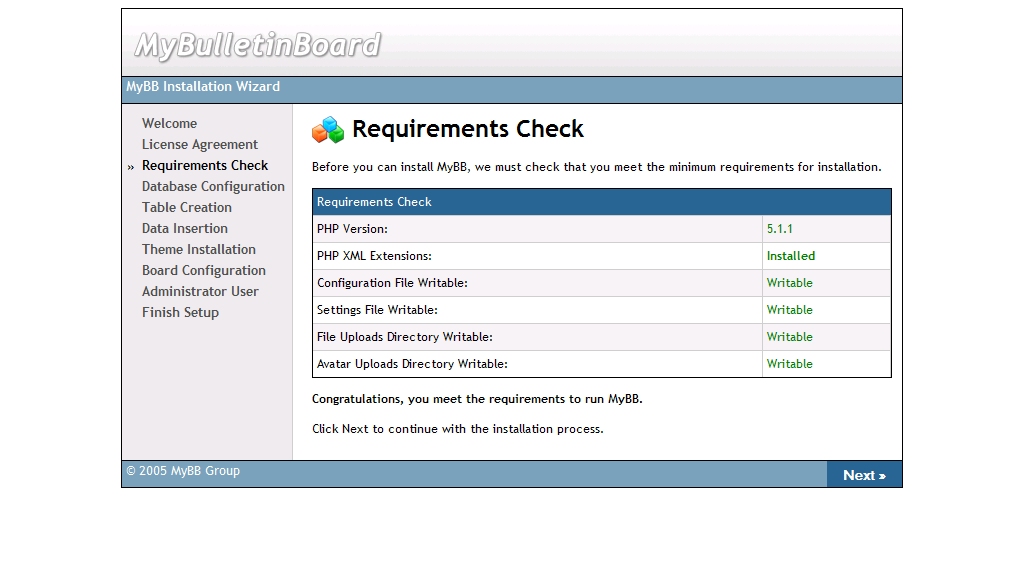 MyBulletinBoard
MyBB Installation Wizard
Welcome
License Agreement
» Requirements Check
Database Configuration
Table Creation
Data Insertion
Theme Installation
Board Configuration
Administrator User
Finish Setup
Requirements Check
Before you can install MyBB, we must check that you meet the minimum requirements for installation.
Requirements Check
PHP Version: 5.1.1
PHP XML Extensions: Installed
Configuration File Writable: Writable
Settings File Writable: Writable
File Uploads Directory Writable: Writable
Avatar Uploads Directory Writable: Writable
Congratulations, you meet the requirements to run MyBB.
Click Next to continue with the installation process.
© 2005 MyBB Group
Next »